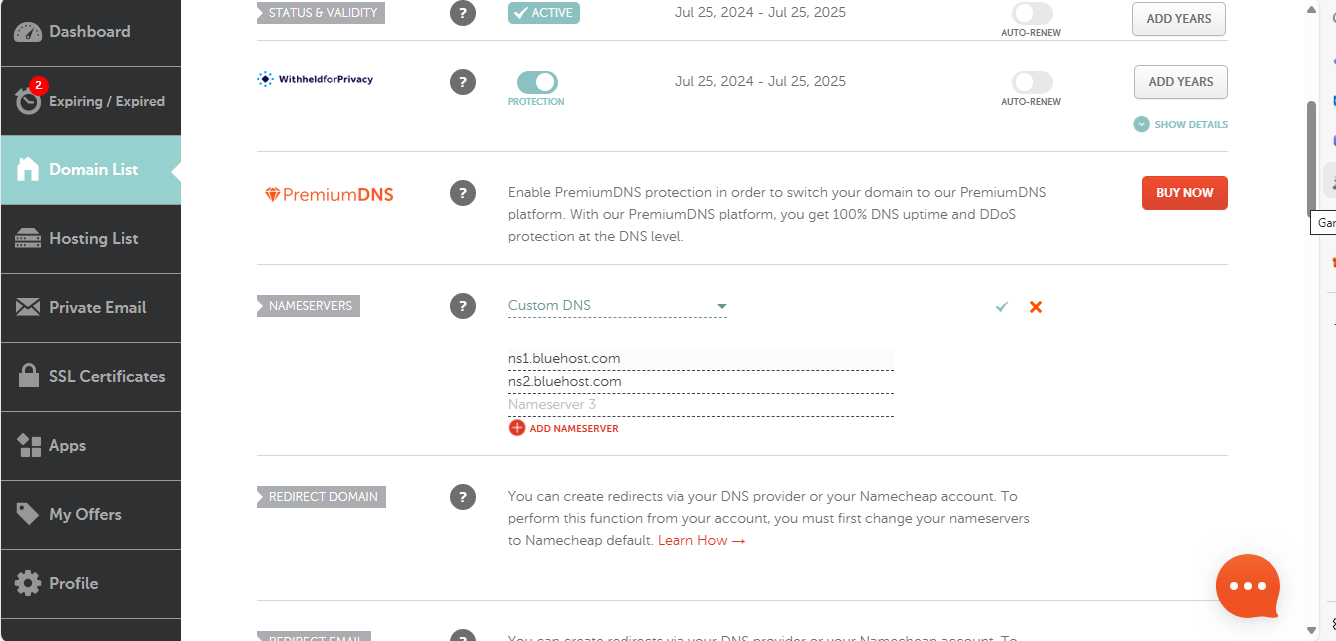 Dashboard
2
Expiring / Expired
Domain List
Hosting List
Private Email
SSL Certificates
Apps
My Offers
Profile
STATUS & VALIDITY
?
ACTIVE
Jul 25, 2024 - Jul 25, 2025
AUTO-RENEW
ADD YEARS
WithheldforPrivacy
?
PROTECTION
Jul 25, 2024 - Jul 25, 2025
AUTO-RENEW
ADD YEARS
SHOW DETAILS
PremiumDNS
?
Enable PremiumDNS protection in order to switch your domain to our PremiumDNS
platform. With our PremiumDNS platform, you get 100% DNS uptime and DDoS
protection at the DNS level.
BUY NOW
NAMESERVERS
?
Custom DNS
ns1.bluehost.com
ns2.bluehost.com
Nameserver 3
ADD NAMESERVER
REDIRECT DOMAIN
?
You can create redirects via your DNS provider or your Namecheap account. To
perform this function from your account, you must first change your nameservers
to Namecheap default. Learn How →
REDIRECT EMAIL
?
You can create redirects via your DNS provider or your Namecheap account. To
Gar